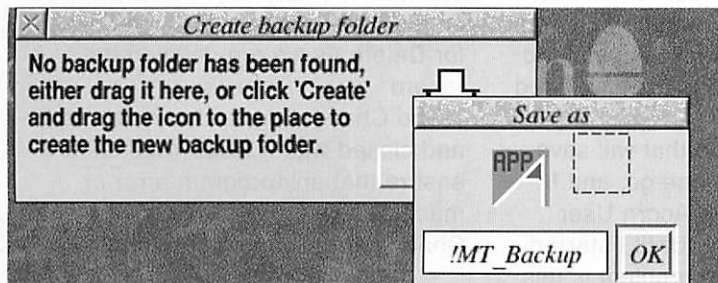 Create backup folder
No backup folder has been found,
either drag it here, or click 'Create'
and drag the icon to the place to
create the new backup folder.
Save as
APP
!MT_Backup
OK